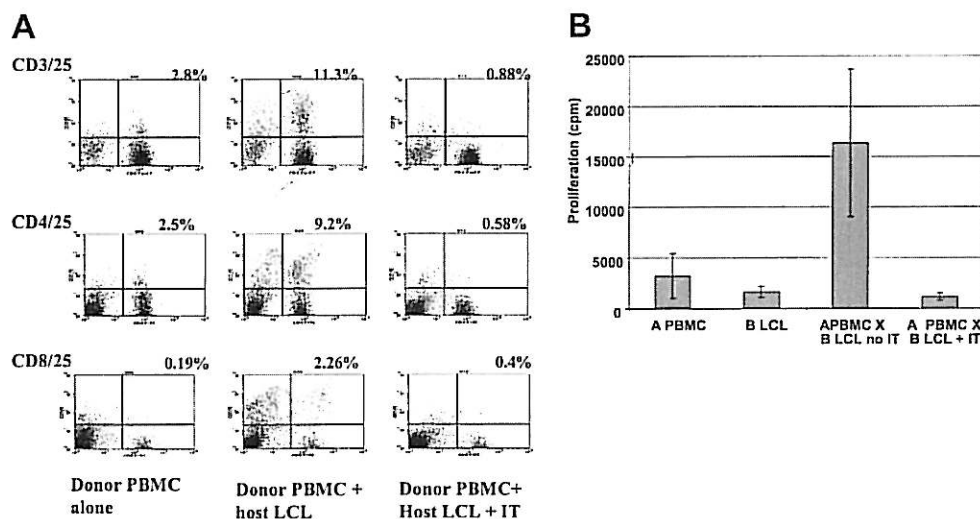 A
CD3/25
2.8%
11.3%
0.88%
CD4/25
2.5%
9.2%
0.58%
CD8/25
0.19%
2.26%
0.4%
Donor PBMC
alone
Donor PBMC +
host LCL
Donor PBMC+
Host LCL + IT
B
Proliferation (cpm)
25000
20000
15000
10000
5000
0
A PBMC
B LCL
APBMC X
B LCL no IT
A PBMC X
B LCL + IT